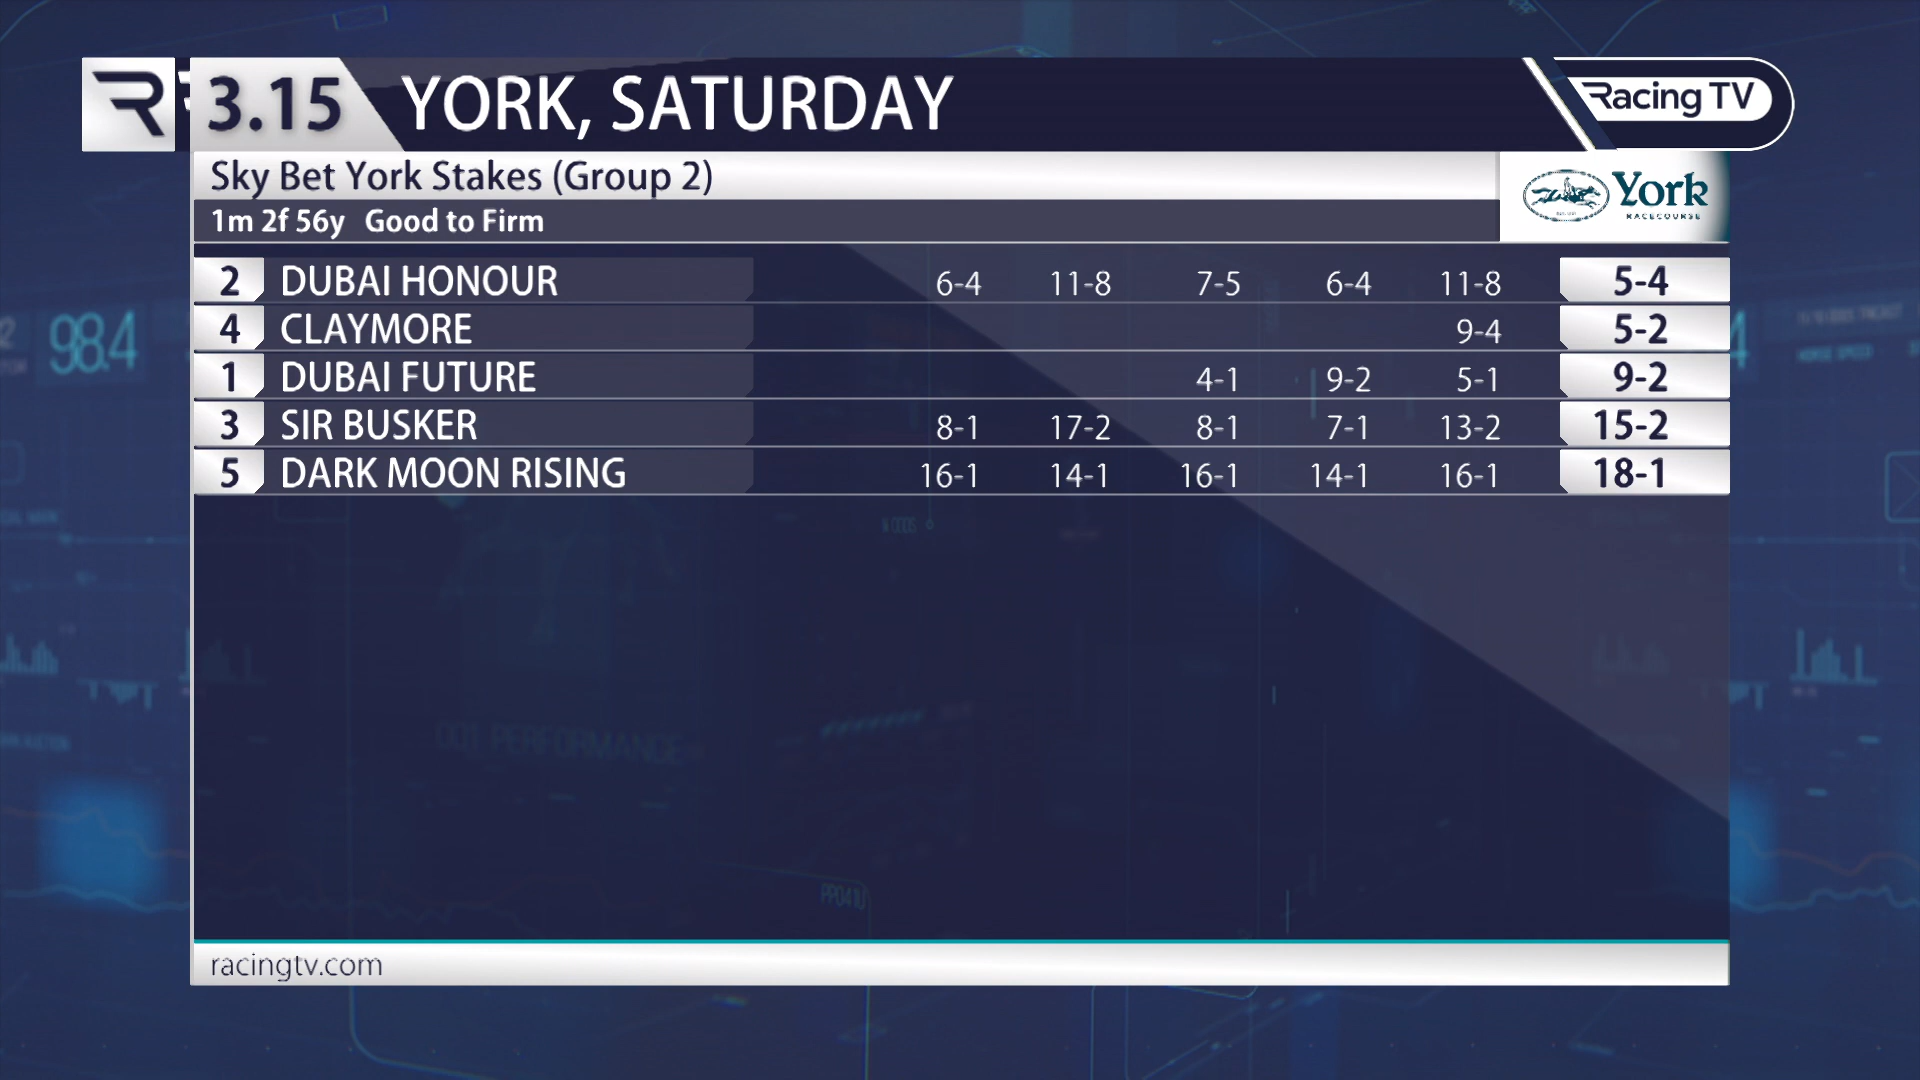 3.15 YORK, SATURDAY
Racing TV
Sky Bet York Stakes (Group 2)
York
RACECOURSE
1m 2f 56y Good to Firm
2 DUBAI HONOUR 6-4 11-8 7-5 6-4 11-8 5-4
4 CLAYMORE 9-4 5-2
98.4
1 DUBAI FUTURE 4-1 9-2 5-1 9-2
3 SIR BUSKER 8-1 17-2 8-1 7-1 13-2 15-2
5 DARK MOON RISING 16-1 14-1 16-1 14-1 16-1 18-1
racingtv.com